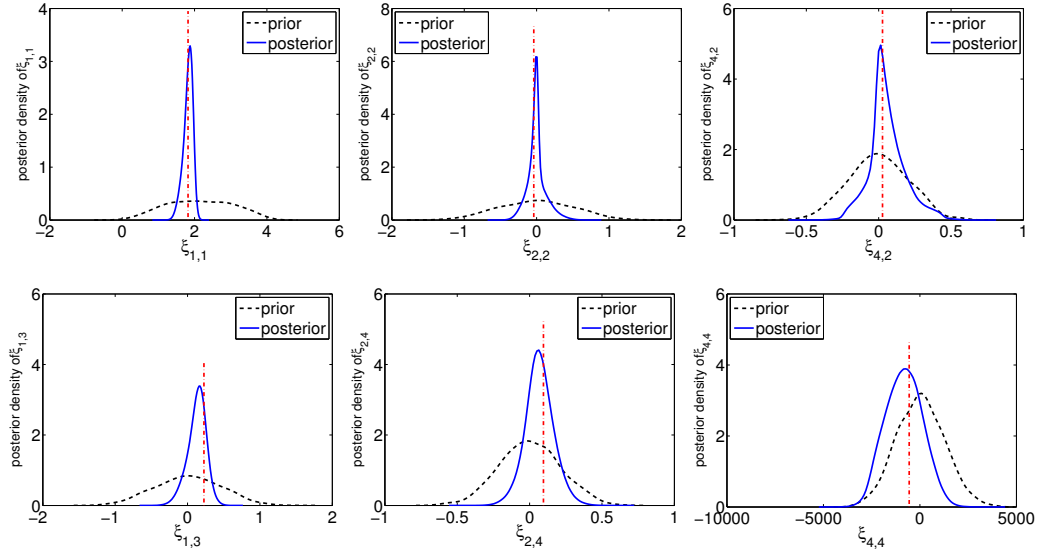 prior
posterior
posterior density of ξ1,1
4
3
2
1
0
−2 0 2 4 6
ξ1,1
prior
posterior
posterior density of ξ2,2
8
6
4
2
0
−2 −1 0 1 2
ξ2,2
prior
posterior
posterior density of ξ4,2
6
4
2
0
−1 −0.5 0 0.5 1
ξ4,2
prior
posterior
posterior density of ξ1,3
6
4
2
0
−2 −1 0 1 2
ξ1,3
prior
posterior
posterior density of ξ2,4
6
4
2
0
−1 −0.5 0 0.5 1
ξ2,4
prior
posterior
posterior density of ξ4,4
6
4
2
0
−10000 −5000 0 5000
ξ4,4